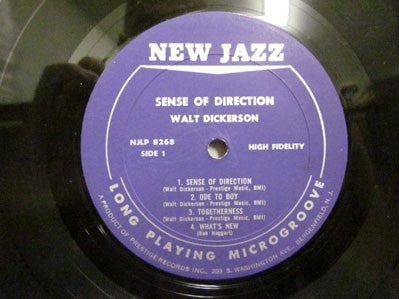 NEW JAZZ
SENSE OF DIRECTION
WALT DICKERSON
NJLP 8268
SIDE 1
HIGH FIDELITY
1. SENSE OF DIRECTION
(Walt Dickerson - Prestige Music, BMI)
2. ODE TO BOY
(Walt Dickerson - Prestige Music, BMI)
3. TOGETHERNESS
(Walt Dickerson - Prestige Music, BMI)
4. WHAT'S NEW
(Bob Haggart)
LONG PLAYING MICROGROOVE
A PRODUCT OF PRESTIGE RECORDS INC., 203 S. WASHINGTON AVE., BERGENFIELD, N.J.